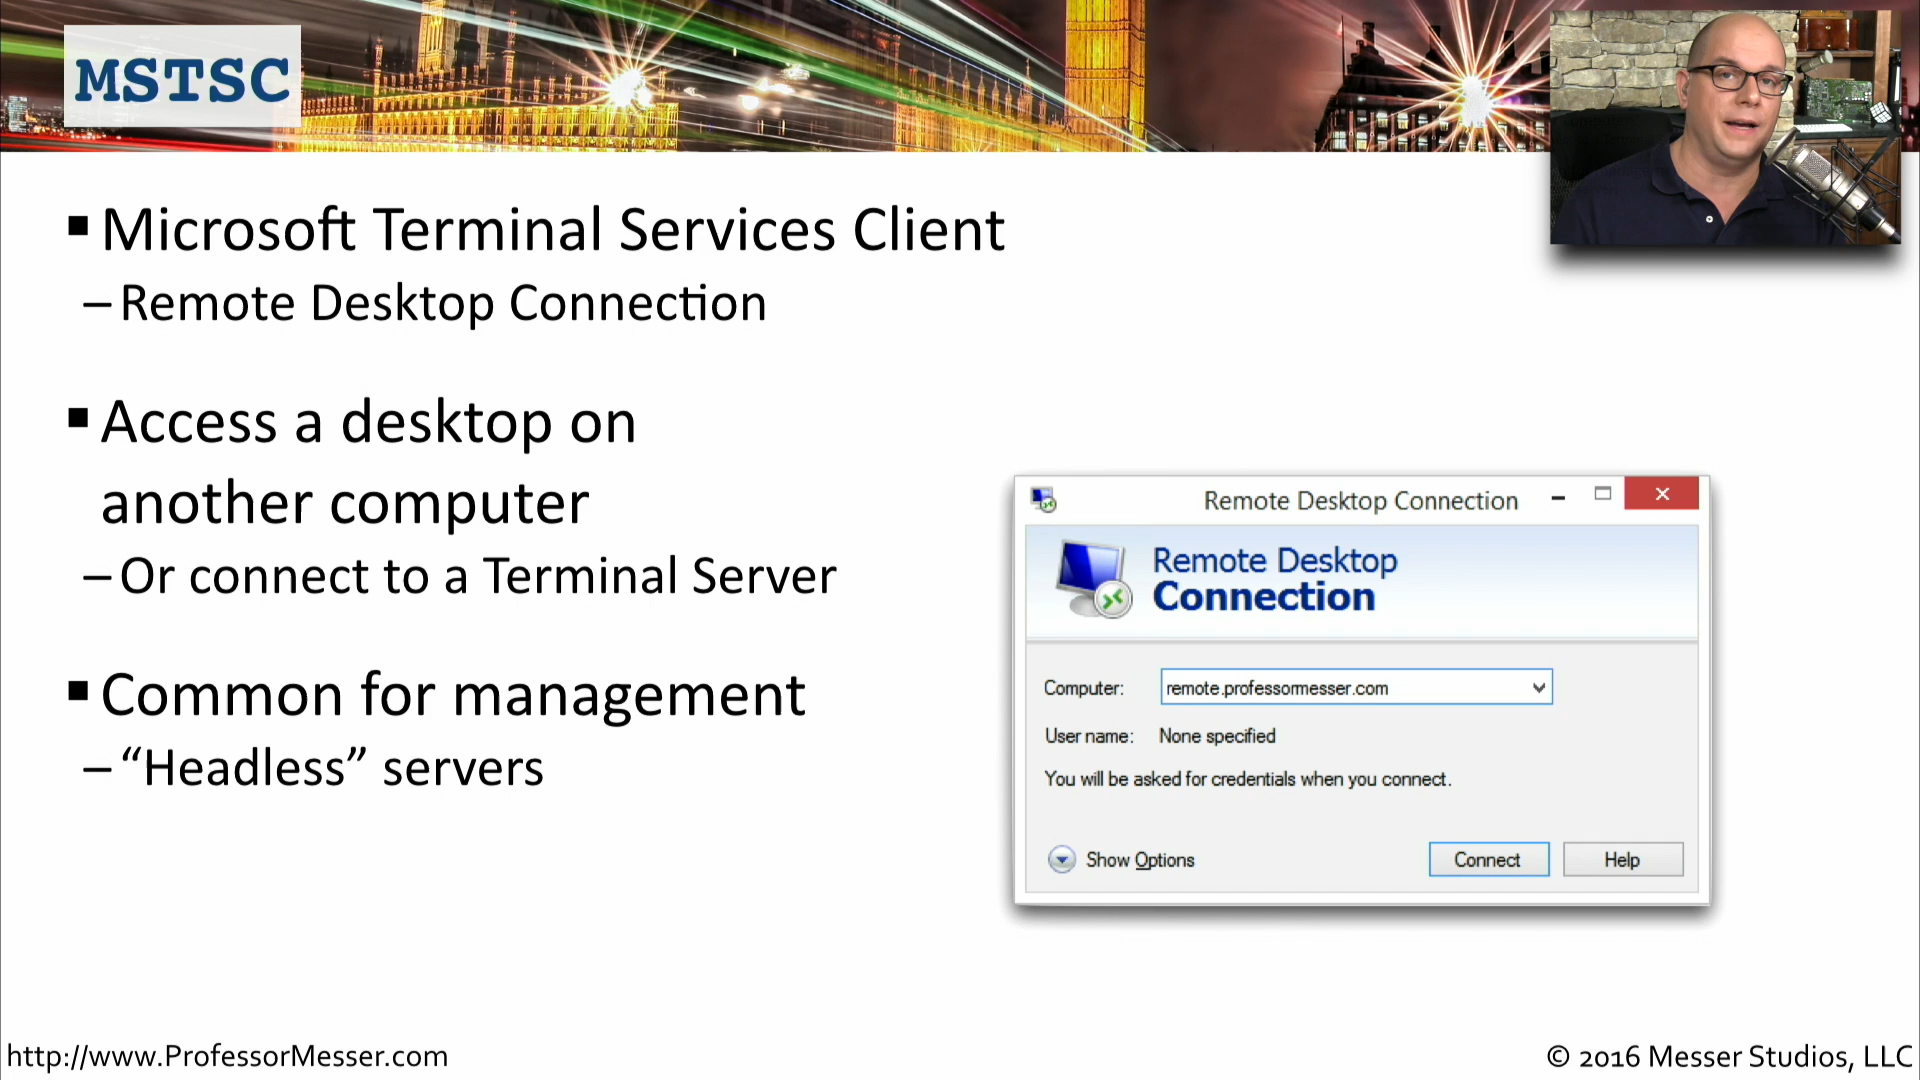 MSTSC
▪ Microsoft Terminal Services Client
– Remote Desktop Connection
▪ Access a desktop on
another computer
– Or connect to a Terminal Server
▪ Common for management
– “Headless” servers
Remote Desktop Connection
Remote Desktop
Connection
Computer: remote.professormesser.com
User name: None specified
You will be asked for credentials when you connect.
Show Options Connect Help
http://www.ProfessorMesser.com
© 2016 Messer Studios, LLC